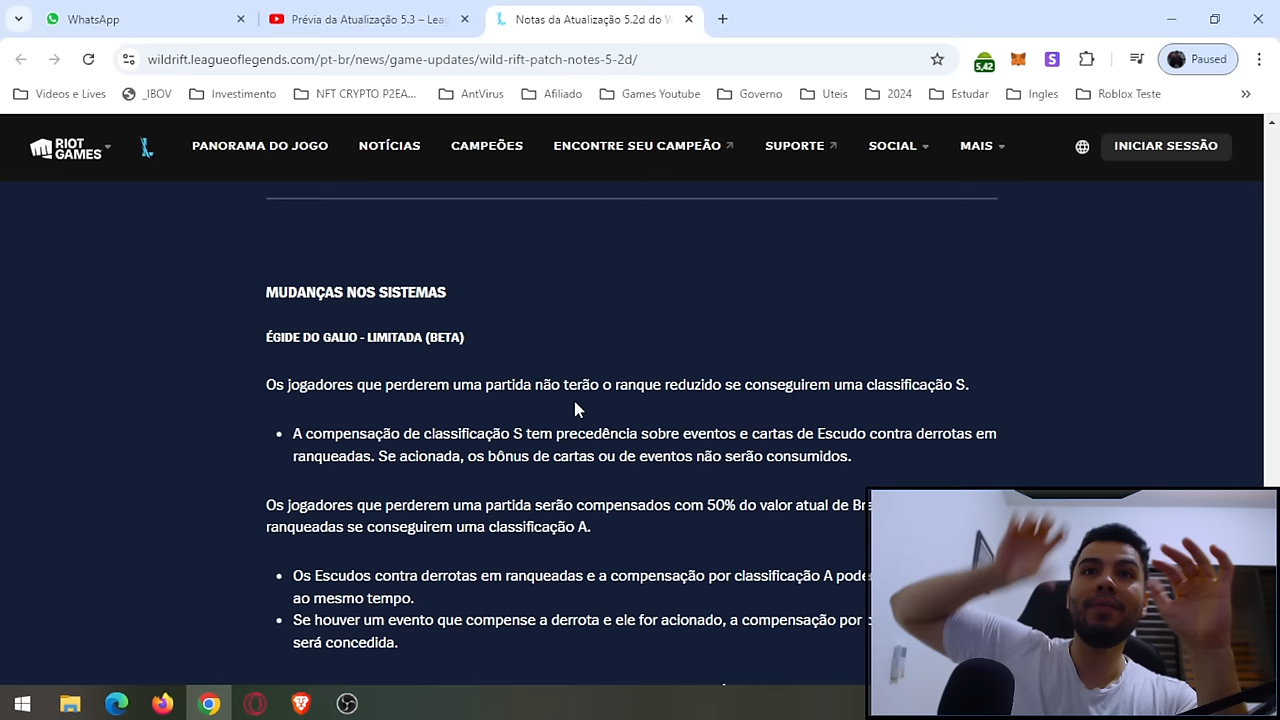 WhatsApp
Prévia da Atualização 5.3 – Leag
Notas da Atualização 5.2d do W
wildrift.leagueoflegends.com/pt-br/news/game-updates/wild-rift-patch-notes-5-2d/
5,42
S
Paused
Videos e Lives
_IBOV
Investimento
NFT CRYPTO P2EA...
AntVirus
Afiliado
Games Youtube
Governo
Uteis
2024
Estudar
Ingles
Roblox Teste
RIOT GAMES
PANORAMA DO JOGO
NOTÍCIAS
CAMPEÕES
ENCONTRE SEU CAMPEÃO
SUPORTE
SOCIAL
MAIS
INICIAR SESSÃO
MUDANÇAS NOS SISTEMAS
ÉGIDE DO GALIO - LIMITADA (BETA)
Os jogadores que perderem uma partida não terão o ranque reduzido se conseguirem uma classificação S.
• A compensação de classificação S tem precedência sobre eventos e cartas de Escudo contra derrotas em
ranqueadas. Se acionada, os bônus de cartas ou de eventos não serão consumidos.
Os jogadores que perderem uma partida serão compensados com 50% do valor atual de
ranqueadas se conseguirem uma classificação A.
• Os Escudos contra derrotas em ranqueadas e a compensação por classificação A
ao mesmo tempo.
• Se houver um evento que compense a derrota e ele for acionado, a compensação por
será concedida.